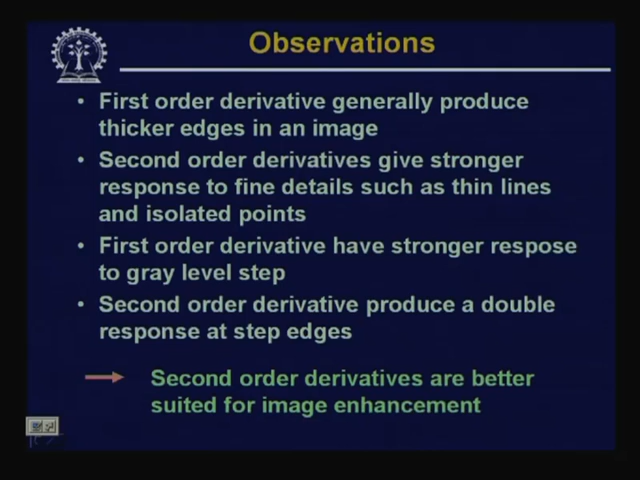 Observations
• First order derivative generally produce
thicker edges in an image
• Second order derivatives give stronger
response to fine details such as thin lines
and isolated points
• First order derivative have stronger respose
to gray level step
• Second order derivative produce a double
response at step edges
Second order derivatives are better
suited for image enhancement